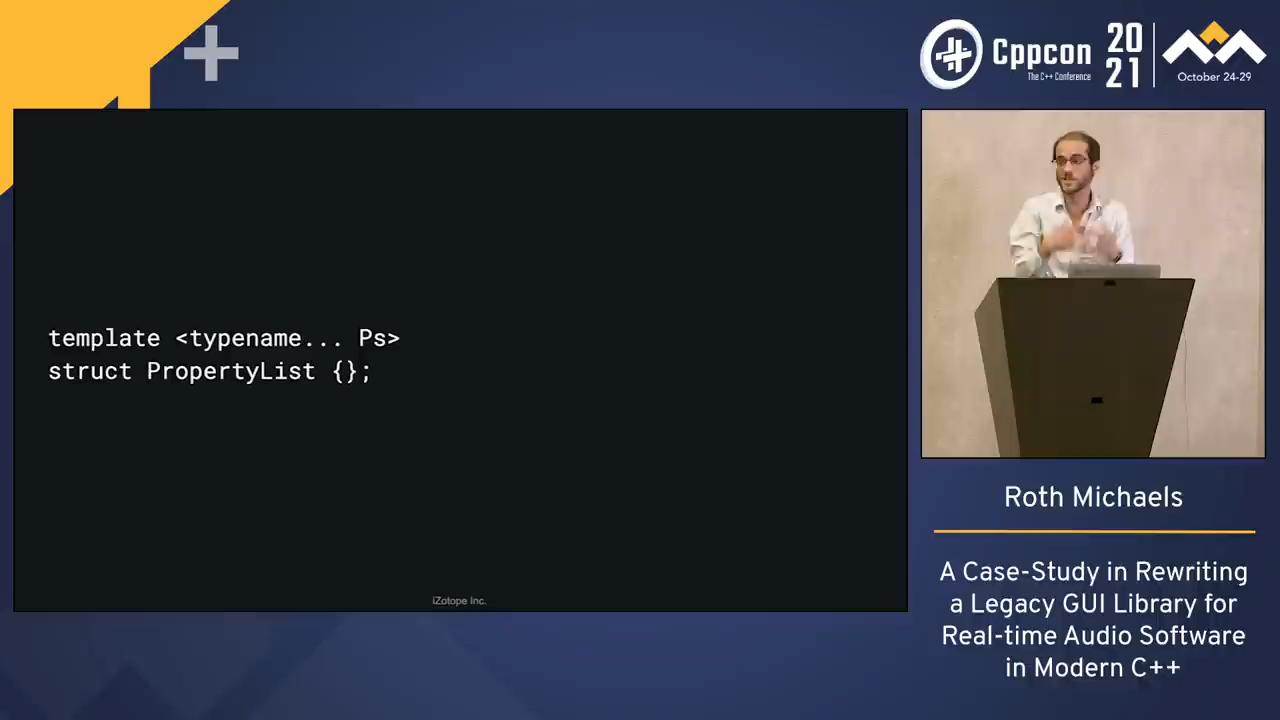 Cppcon
The C++ Conference
20
21
October 24-29
template <typename... Ps>
struct PropertyList {};
iZotope Inc.
Roth Michaels
A Case-Study in Rewriting
a Legacy GUI Library for
Real-time Audio Software
in Modern C++